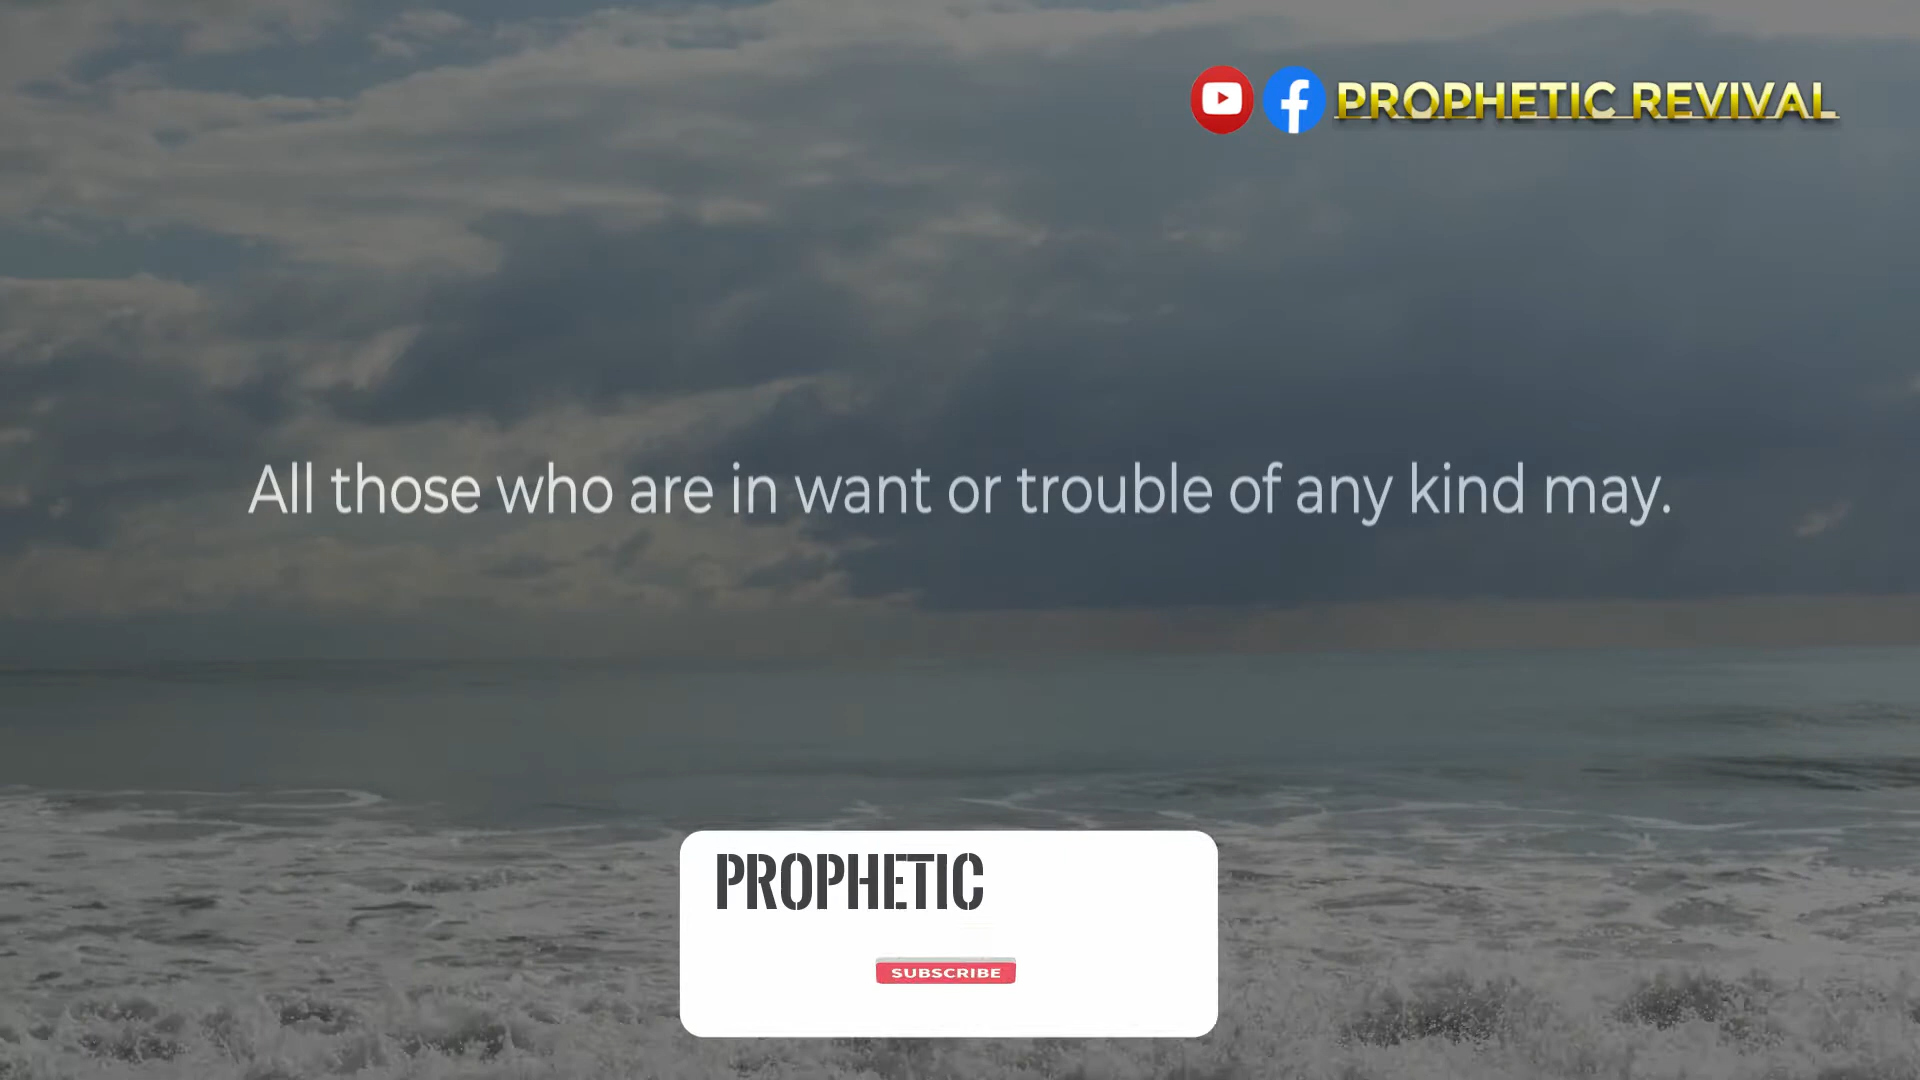 PROPHETIC REVIVAL
All those who are in want or trouble of any kind may.
PROPHETIC
SUBSCRIBE